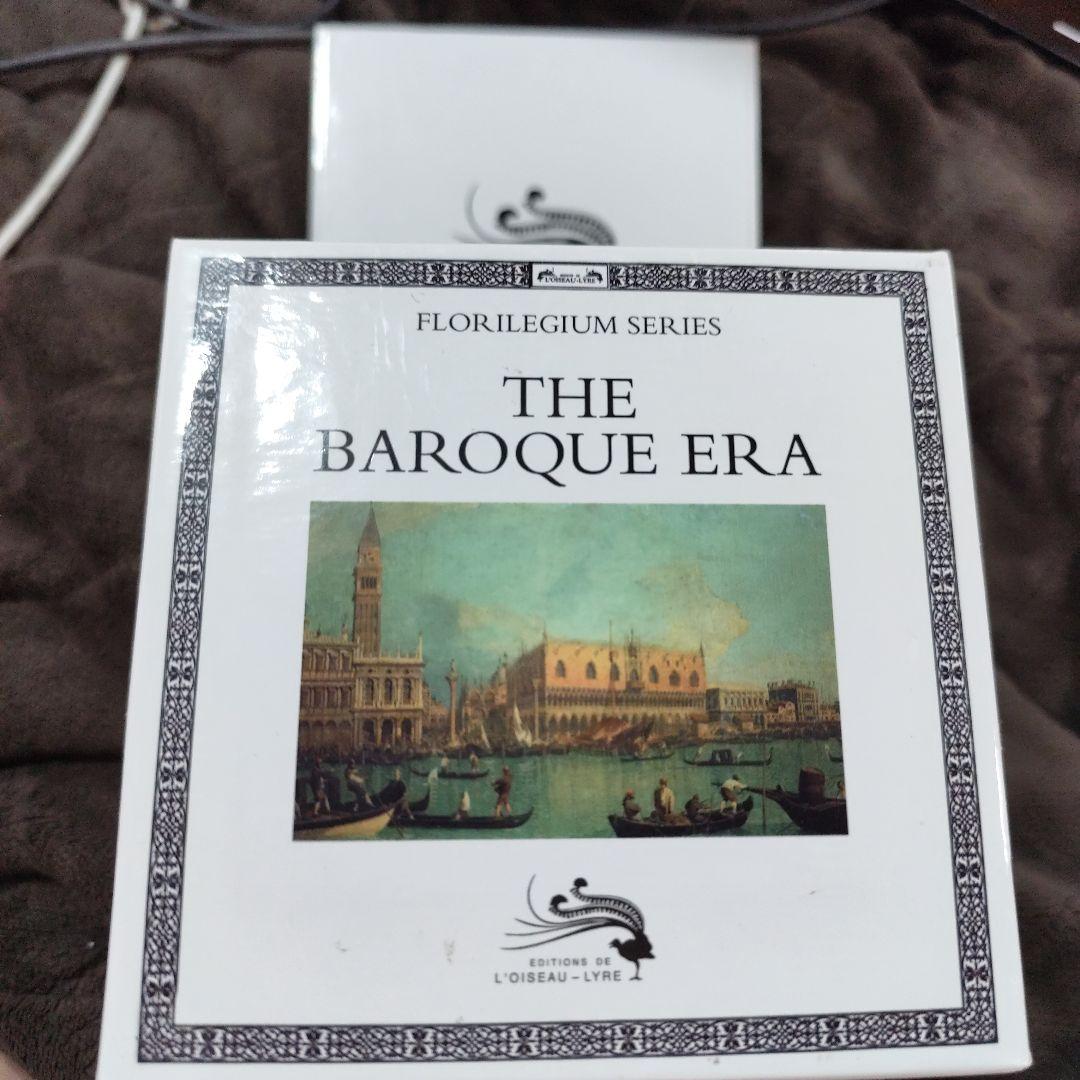 L'OISEAU-LYRE
FLORILEGIUM SERIES
THE
BAROQUE ERA
EDITIONS DE
L'OISEAU-LYRE